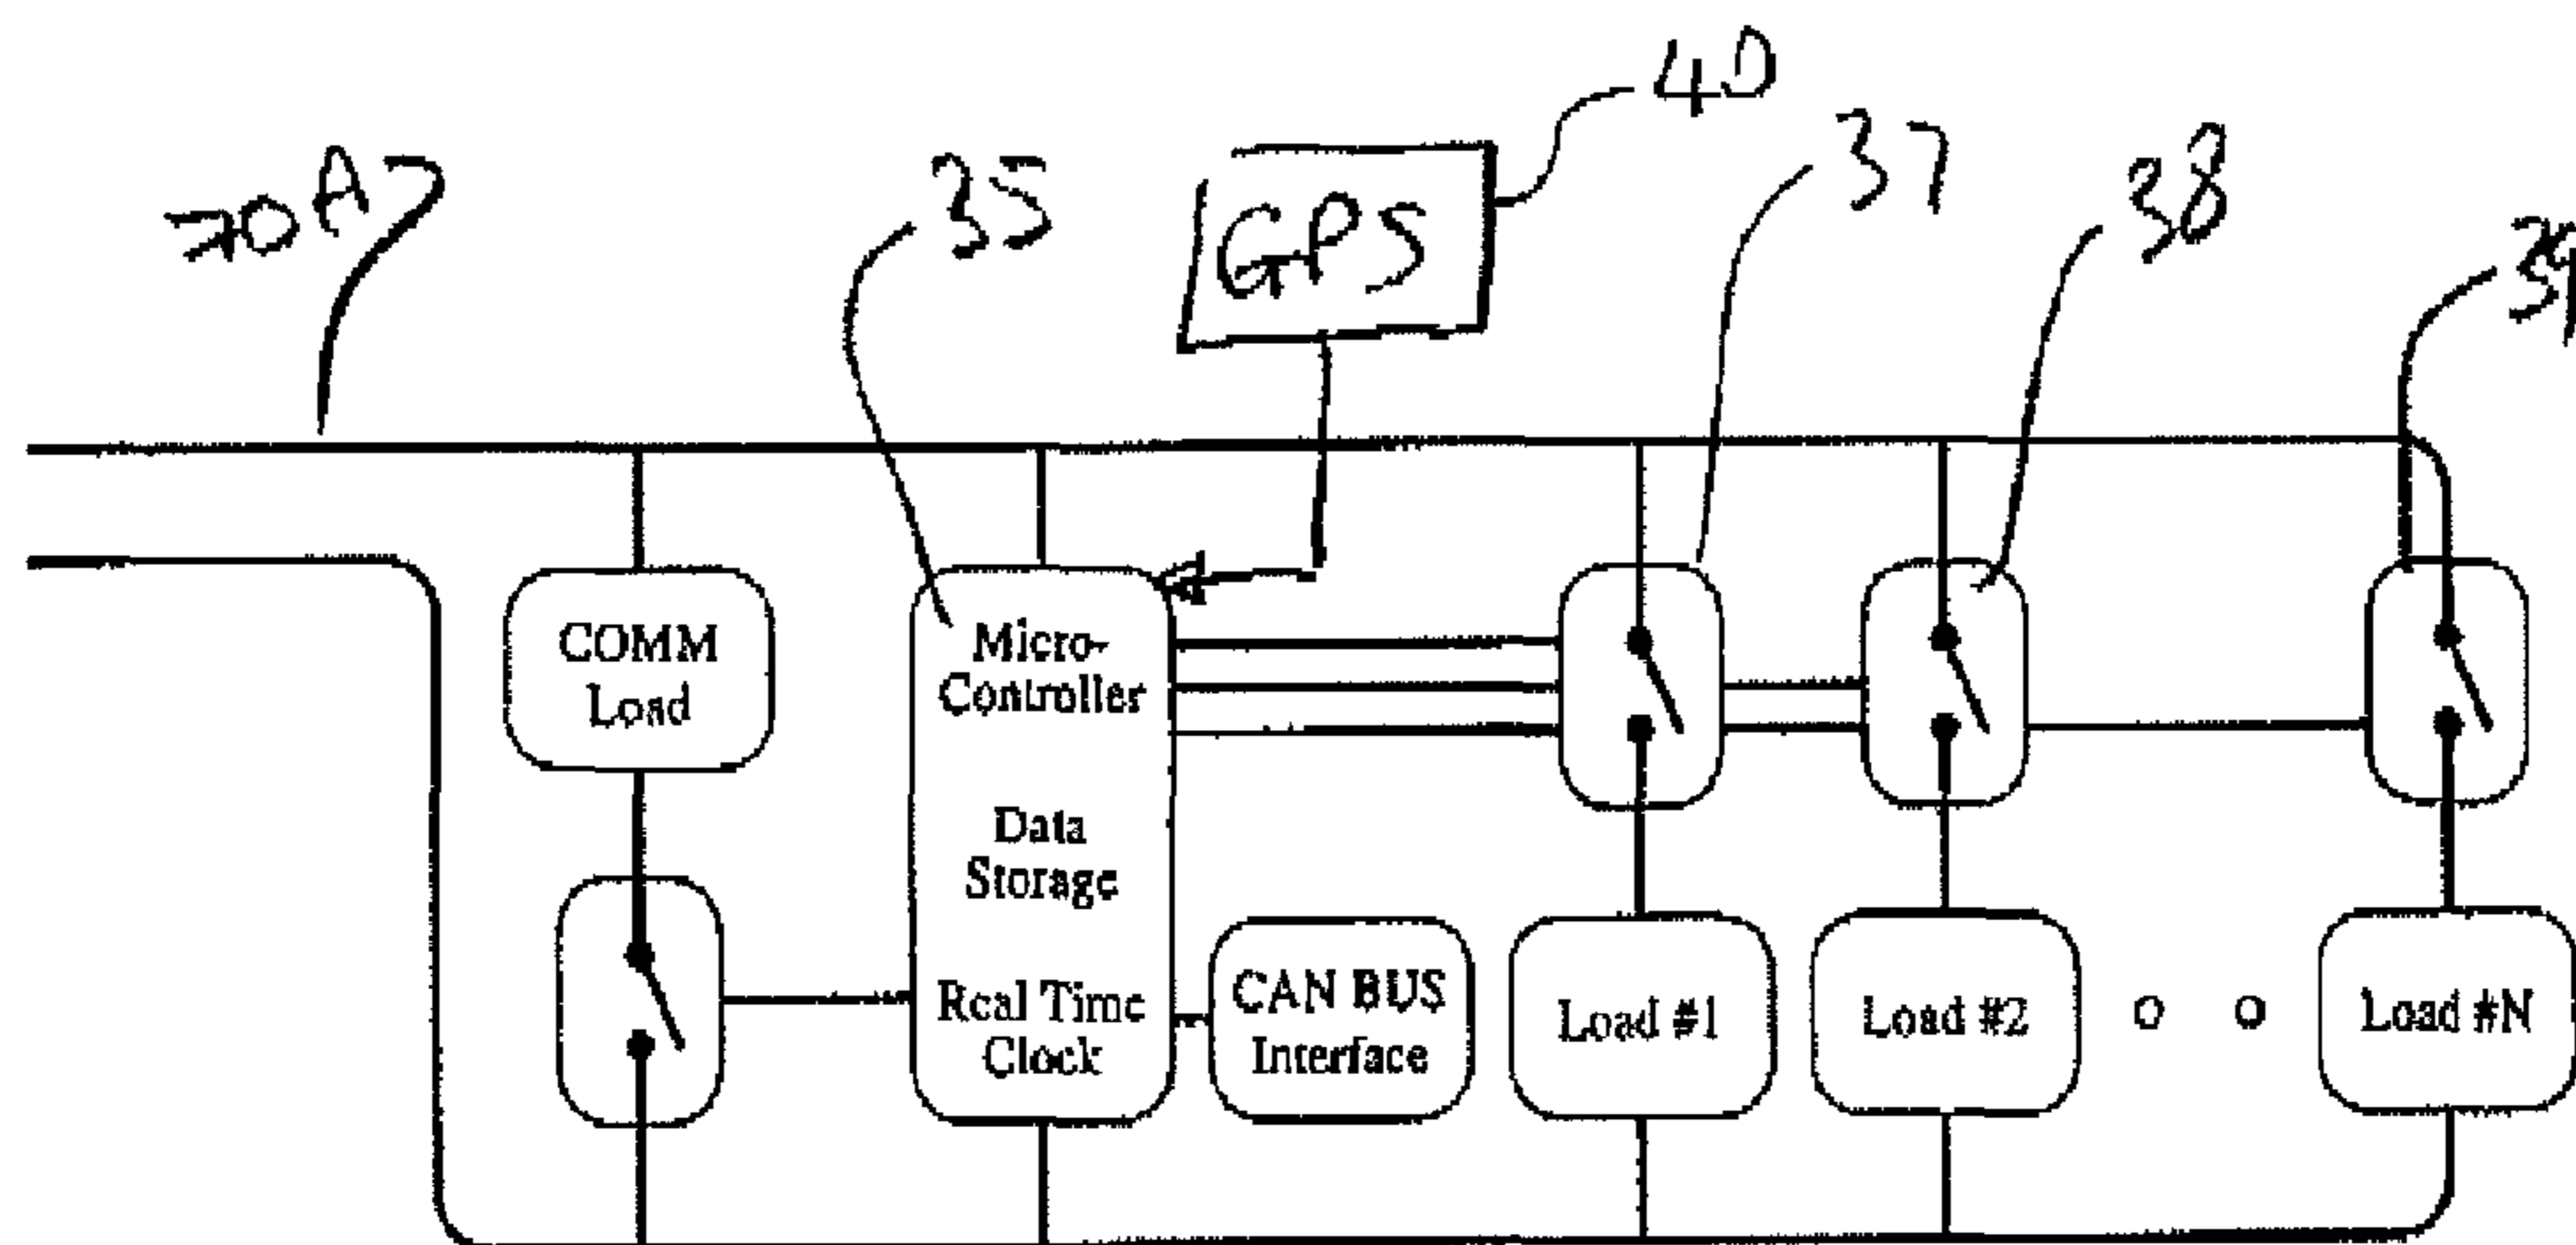 40
37
70A
35
GPS
38
39
COMM
Load
Micro-
Controller
Data
Storage
Real Time
Clock
CAN BUS
Interface
Load #1
Load #2
Load #N